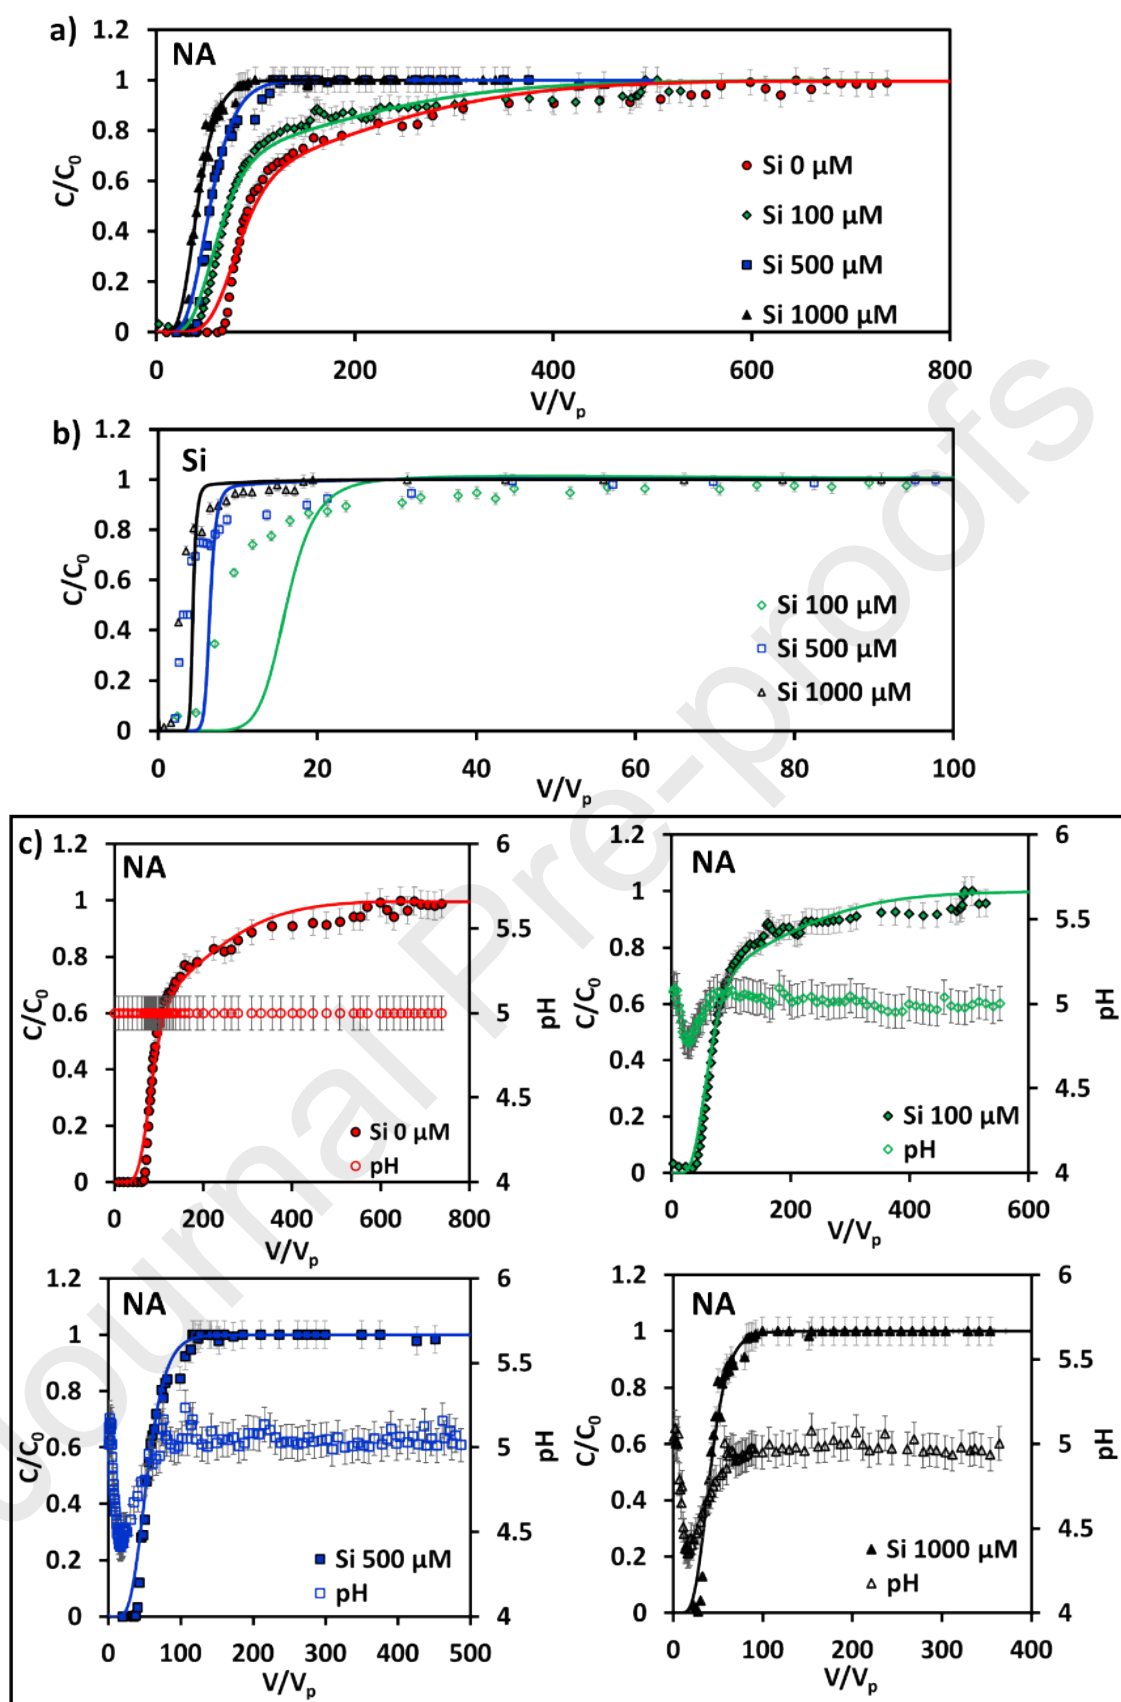 a)
NA
1.2
1
0.8
0.6
0.4
0.2
0
C/C0
Si 0 µM
Si 100 µM
Si 500 µM
Si 1000 µM
0 200 400 600 800
V/Vp
b)
Si
1.2
1
0.8
0.6
0.4
0.2
0
C/C0
Si 100 µM
Si 500 µM
Si 1000 µM
0 20 40 60 80 100
V/Vp
c)
NA
1.2
1
0.8
0.6
0.4
0.2
0
C/C0
6
5.5
5
4.5
4
pH
Si 0 µM
pH
0 200 400 600 800
V/Vp
NA
1.2
1
0.8
0.6
0.4
0.2
0
C/C0
6
5.5
5
4.5
4
pH
Si 100 µM
pH
0 200 400 600
V/Vp
NA
1.2
1
0.8
0.6
0.4
0.2
0
C/C0
6
5.5
5
4.5
4
pH
Si 500 µM
pH
0 100 200 300 400 500
V/Vp
NA
1.2
1
0.8
0.6
0.4
0.2
0
C/C0
6
5.5
5
4.5
4
pH
Si 1000 µM
pH
0 100 200 300 400
V/Vp
Journal Pre-proofs